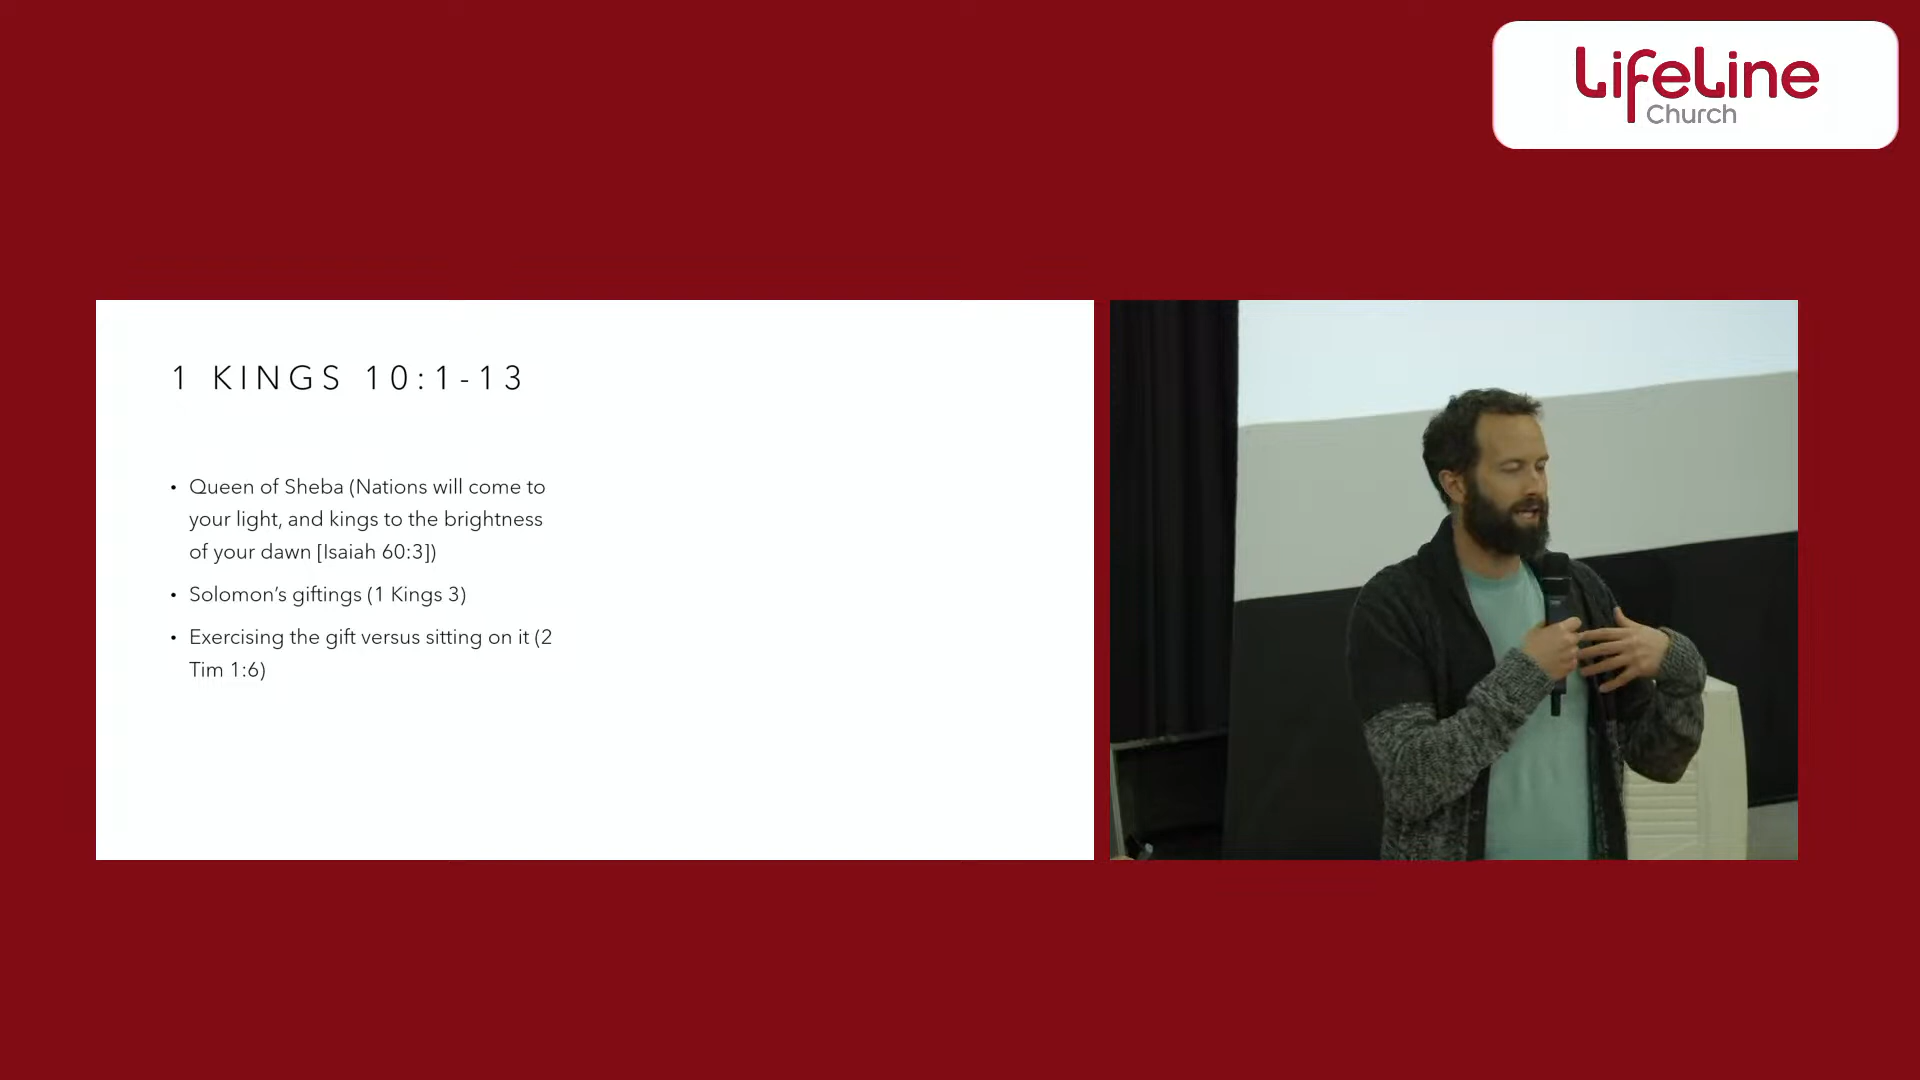 LifeLine
Church
1 KINGS 10:1-13
• Queen of Sheba (Nations will come to
your light, and kings to the brightness
of your dawn [Isaiah 60:3])
• Solomon’s giftings (1 Kings 3)
• Exercising the gift versus sitting on it (2
Tim 1:6)